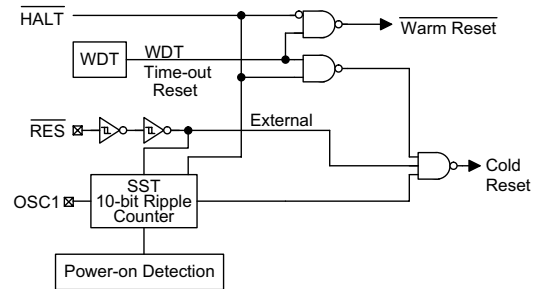 HALT
Warm Reset
WDT
WDT
Time-out
Reset
RES
External
Cold
Reset
OSC1
SST
10-bit Ripple
Counter
Power-on Detection